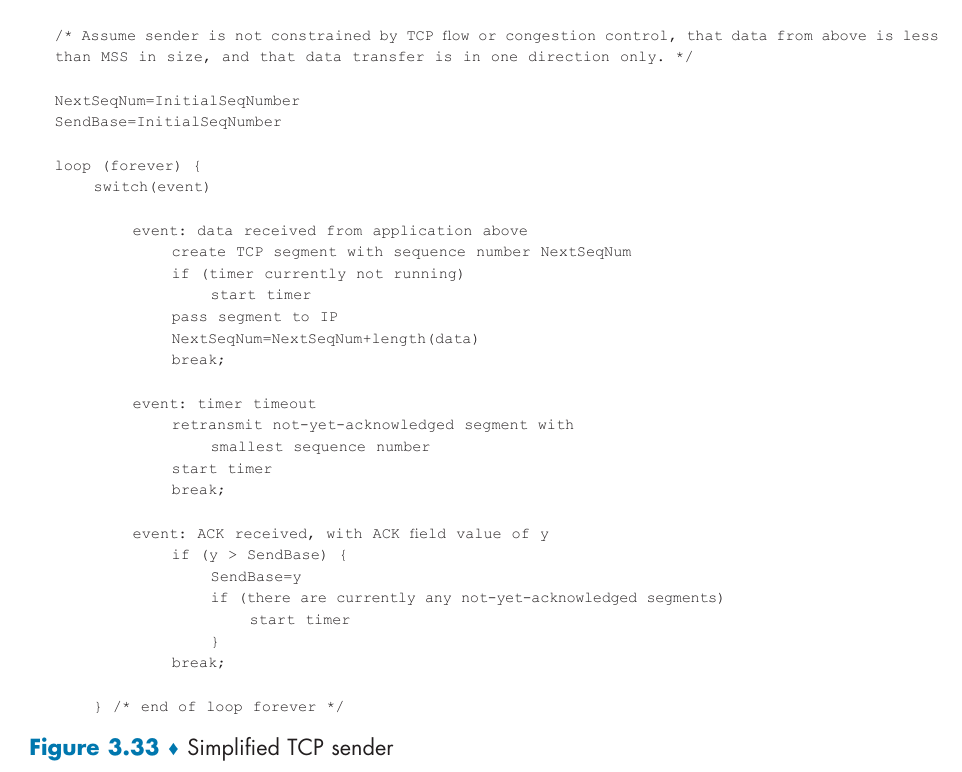 /* Assume sender is not constrained by TCP flow or congestion control, that data from above is less
than MSS in size, and that data transfer is in one direction only. */
NextSeqNum=InitialSeqNumber
SendBase=InitialSeqNumber
loop (forever) {
switch(event)
event: data received from application above
create TCP segment with sequence number NextSeqNum
if (timer currently not running)
start timer
pass segment to IP
NextSeqNum=NextSeqNum+length(data)
break;
event: timer timeout
retransmit not-yet-acknowledged segment with
smallest sequence number
start timer
break;
event: ACK received, with ACK field value of y
if (y > SendBase) {
SendBase=y
if (there are currently any not-yet-acknowledged segments)
start timer
}
break;
} /* end of loop forever */
Figure 3.33 ♦ Simplified TCP sender